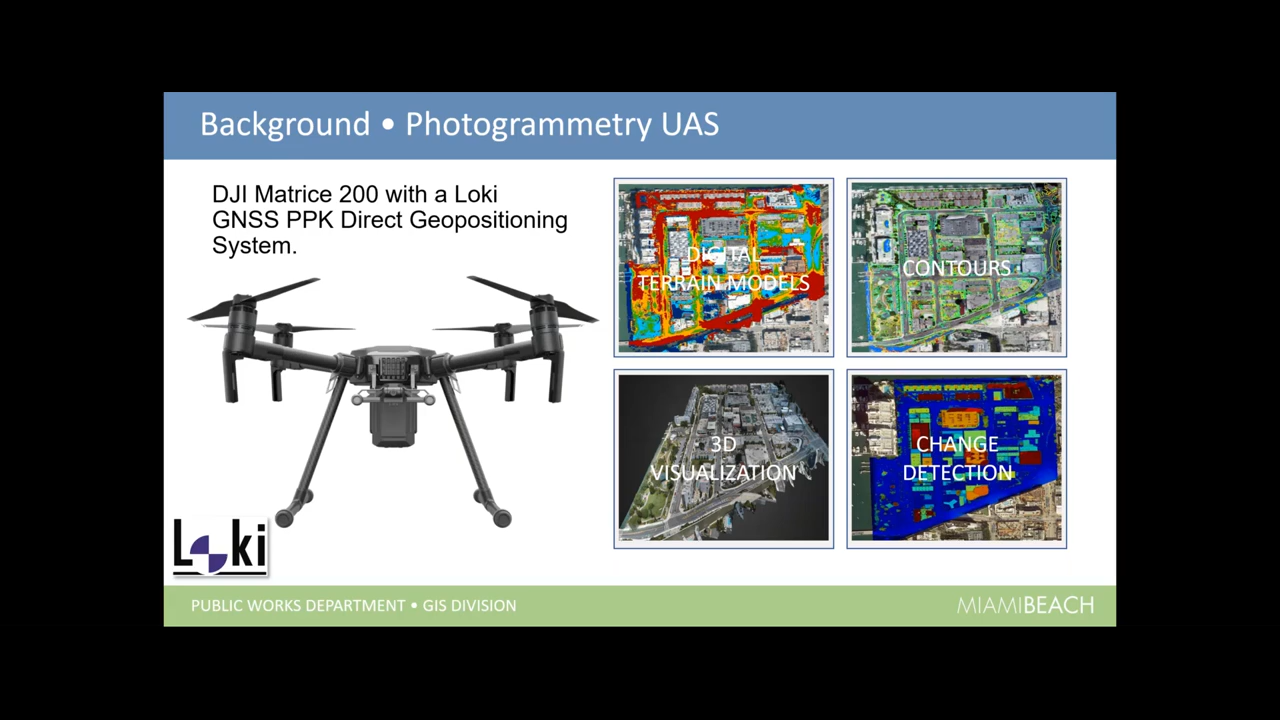 Background • Photogrammetry UAS
DJI Matrice 200 with a Loki
GNSS PPK Direct Geopositioning
System.
DIGITAL
TERRAIN MODELS
CONTOURS
3D
VISUALIZATION
CHANGE
DETECTION
Loki
PUBLIC WORKS DEPARTMENT • GIS DIVISION
MIAMIBEACH